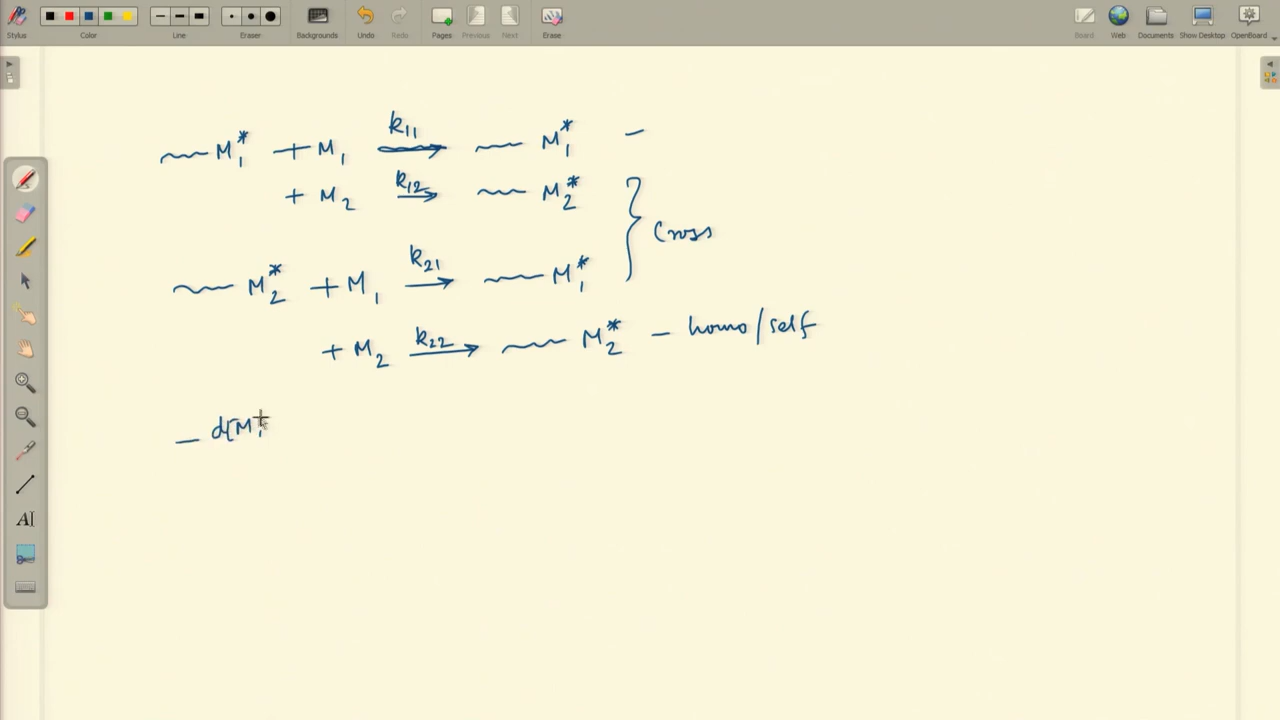 Stylus Color Line Eraser Backgrounds Undo Redo Pages Previous Next Erase Board Web Documents Show Desktop OpenBoard
~~~ M₁* + M₁ —k₁₁→ ~~~ M₁* –
+ M₂ —k₁₂→ ~~~ M₂*
} Cross
~~~ M₂* + M₁ —k₂₁→ ~~~ M₁*
+ M₂ —k₂₂→ ~~~ M₂* – homo/self
– d[M₁